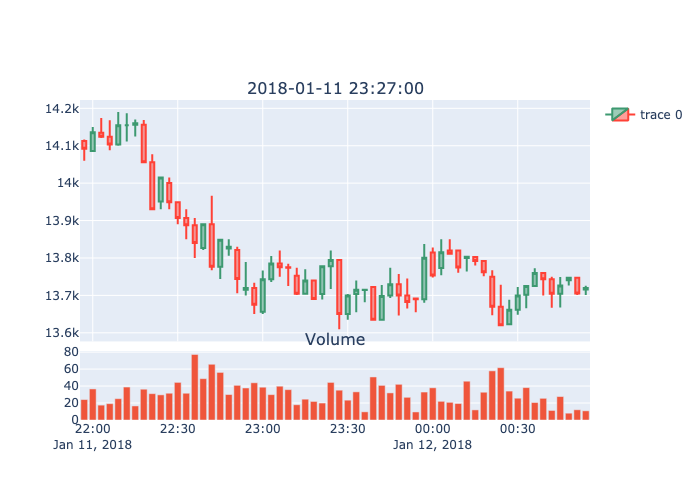 2018-01-11 23:27:00
trace 0
14.2k
14.1k
14k
13.9k
13.8k
13.7k
13.6k
Volume
80
60
40
20
0
22:00 22:30 23:00 23:30 00:00 00:30
Jan 11, 2018 Jan 12, 2018